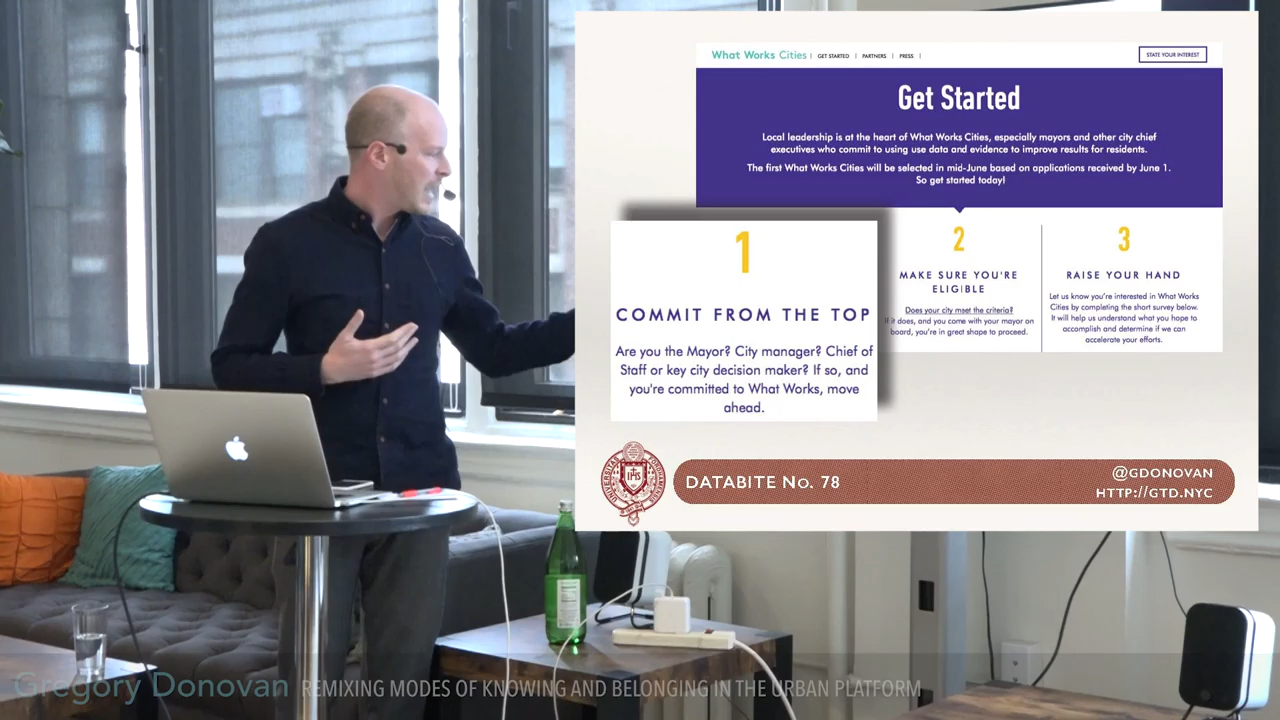 What Works Cities | GET STARTED | PARTNERS | PRESS |
STATE YOUR INTEREST
Get Started
Local leadership is at the heart of What Works Cities, especially mayors and other city chief
executives who commit to using use data and evidence to improve results for residents.
The first What Works Cities will be selected in mid-June based on applications received by June 1.
So get started today!
1
COMMIT FROM THE TOP
Are you the Mayor? City manager? Chief of
Staff or key city decision maker? If so, and
you're committed to What Works, move
ahead.
2
MAKE SURE YOU'RE
ELIGIBLE
Does your city meet the criteria?
If it does, and you come with your mayor on
board, you're in great shape to proceed.
3
RAISE YOUR HAND
Let us know you're interested in What Works
Cities by completing the short survey below.
It will help us understand what you hope to
accomplish and determine if we can
accelerate your efforts.
IHS
DATABITE No. 78
@GDONOVAN
HTTP://GTD.NYC
Gregory Donovan REMIXING MODES OF KNOWING AND BELONGING IN THE URBAN PLATFORM